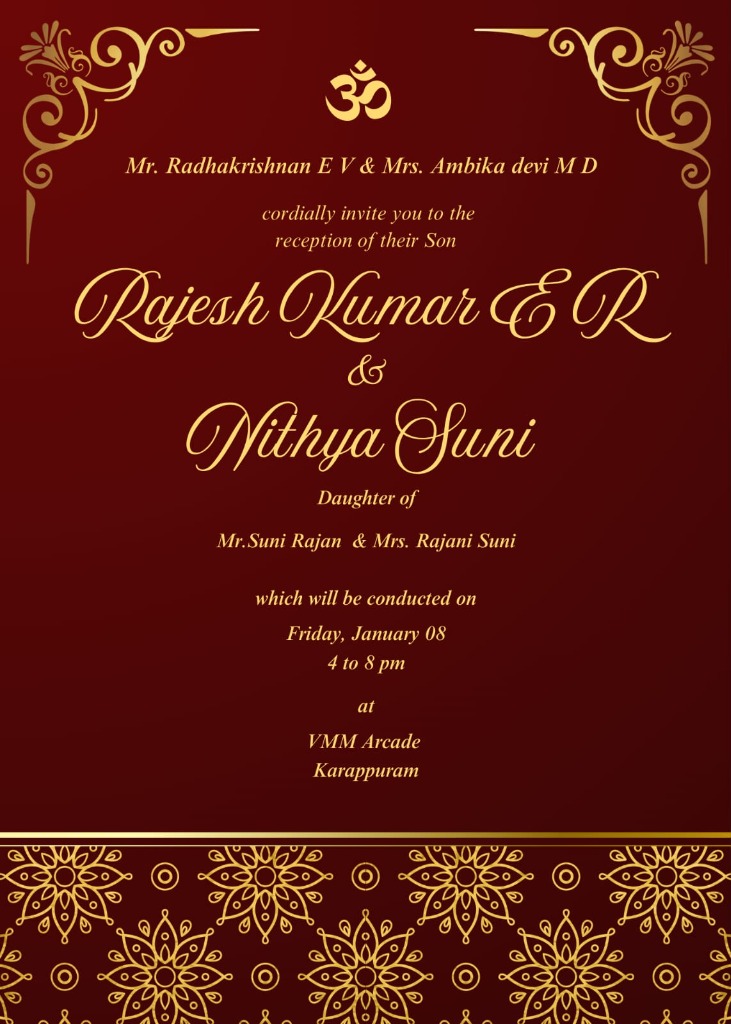 ॐ
Mr. Radhakrishnan E V & Mrs. Ambika devi M D
cordially invite you to the
reception of their Son
Rajesh Kumar E R
&
Nithya Suni
Daughter of
Mr.Suni Rajan & Mrs. Rajani Suni
which will be conducted on
Friday, January 08
4 to 8 pm
at
VMM Arcade
Karappuram